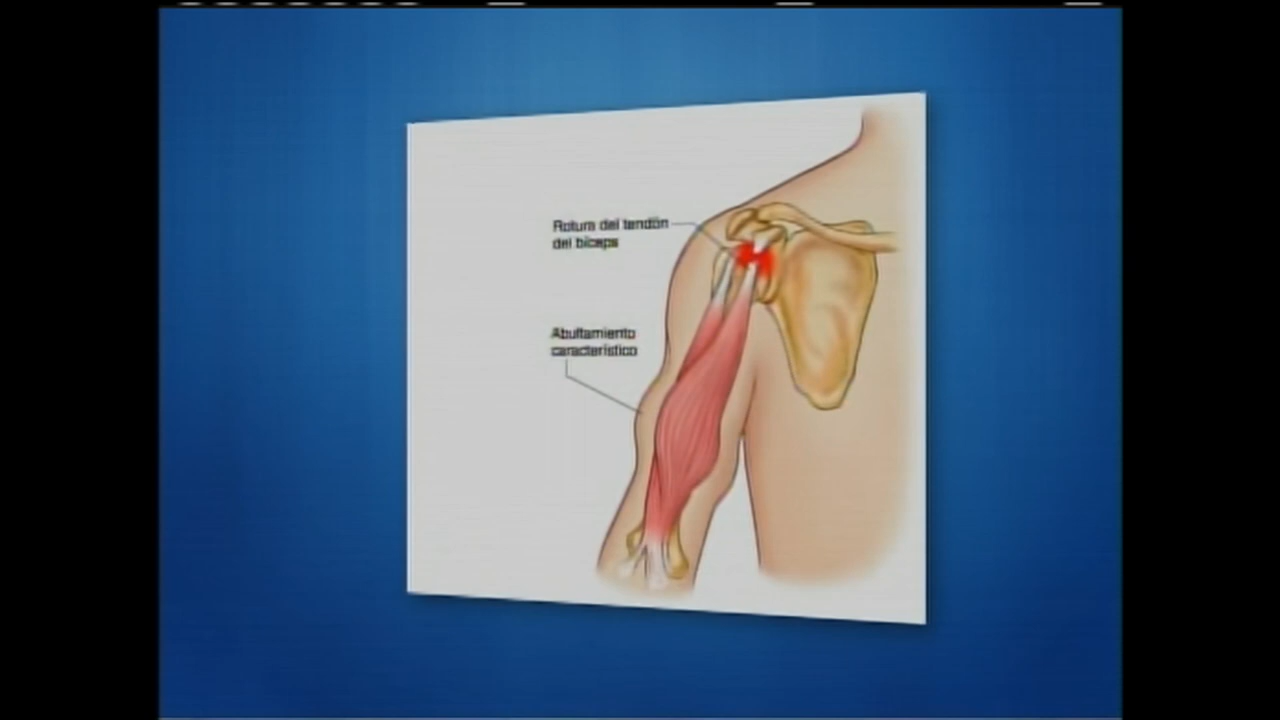 Rotura del tendón
del bíceps
Abultamiento
característico